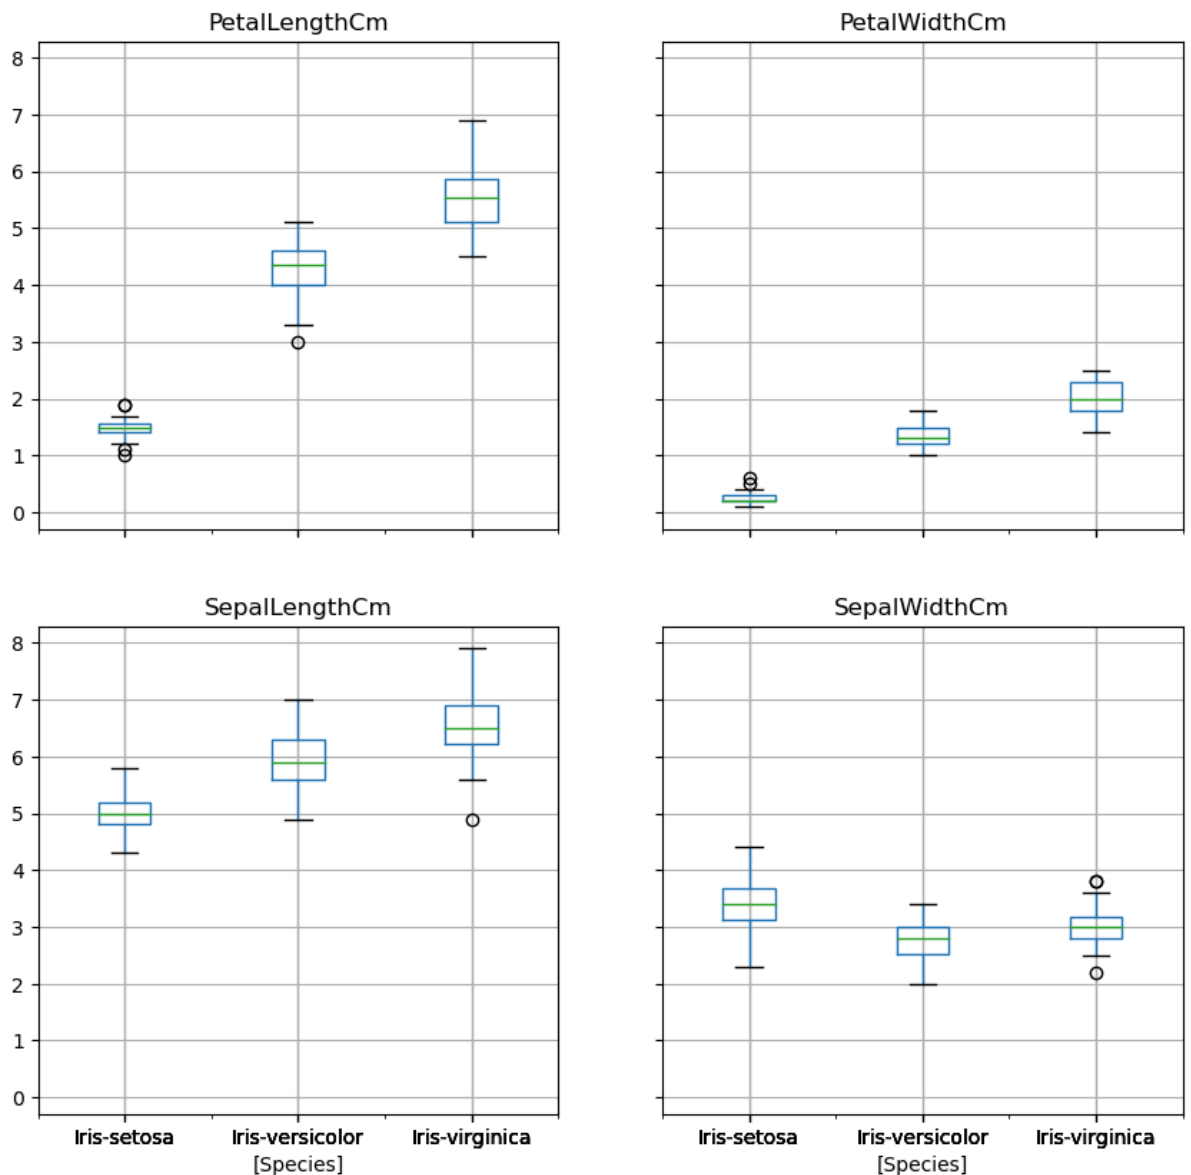 PetalLengthCm
PetalWidthCm
8
7
6
5
4
3
2
1
0
SepalLengthCm
SepalWidthCm
8
7
6
5
4
3
2
1
0
Iris-setosa Iris-versicolor Iris-virginica
[Species]
Iris-setosa Iris-versicolor Iris-virginica
[Species]